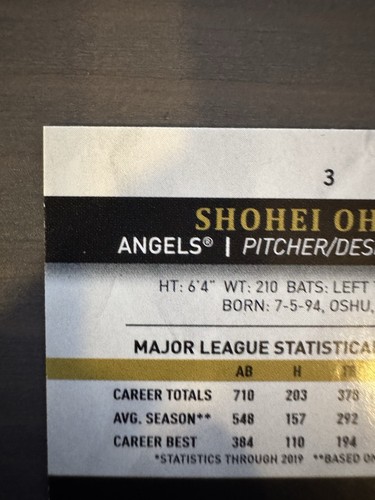 3
SHOHEI OH
ANGELS® | PITCHER/DES
HT: 6'4" WT: 210 BATS: LEFT
BORN: 7-5-94, OSHU,
MAJOR LEAGUE STATISTICA
AB H TB
CAREER TOTALS 710 203 378
AVG. SEASON** 548 157 292
CAREER BEST 384 110 194
*STATISTICS THROUGH 2019 **BASED ON